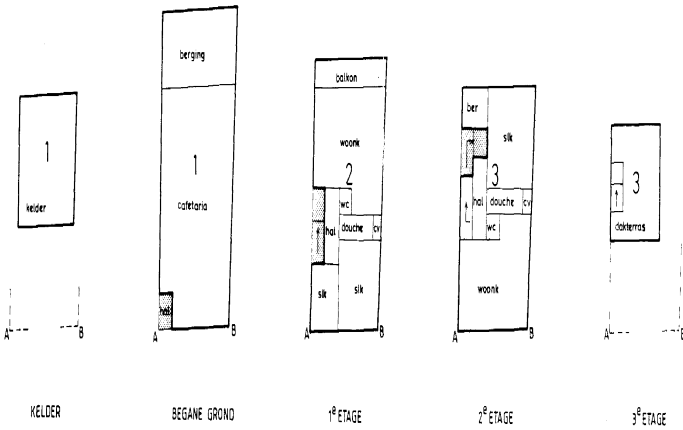 1
kelder
A
B
KELDER
berging
1
cafetaria
hal
A
B
BEGANE GROND
balkon
woonk
2
wc
hal
douche
cv
slk
slk
A
B
1e ETAGE
ber
slk
3
hal
douche
cv
wc
woonk
A
B
2e ETAGE
3
dakterras
A
B
3e ETAGE